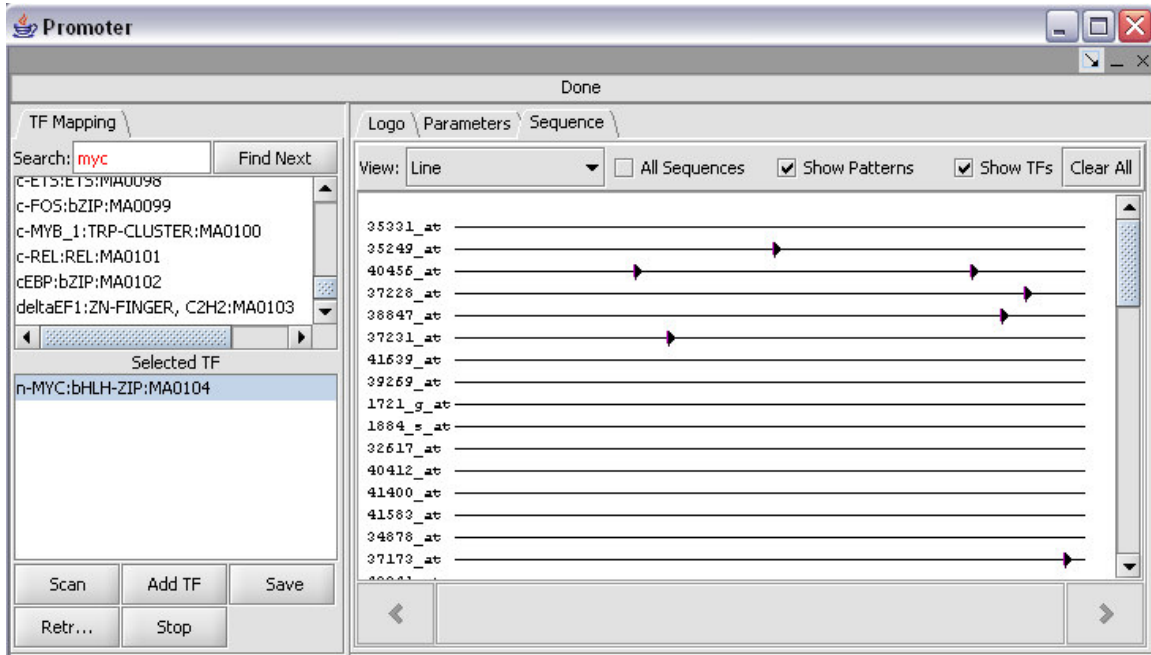 Promoter
Done
TF Mapping
Search: myc Find Next
c-ETS:ETS:MA0098
c-FOS:bZIP:MA0099
c-MYB_1:TRP-CLUSTER:MA0100
c-REL:REL:MA0101
cEBP:bZIP:MA0102
deltaEF1:ZN-FINGER, C2H2:MA0103
Selected TF
n-MYC:bHLH-ZIP:MA0104
Scan Add TF Save
Retr... Stop
Logo Parameters Sequence
View: Line All Sequences Show Patterns Show TFs Clear All
35331_at
35249_at
40456_at
37228_at
38847_at
37231_at
41639_at
39269_at
1721_g_at
1884_s_at
32617_at
40412_at
41400_at
41583_at
34878_at
37173_at